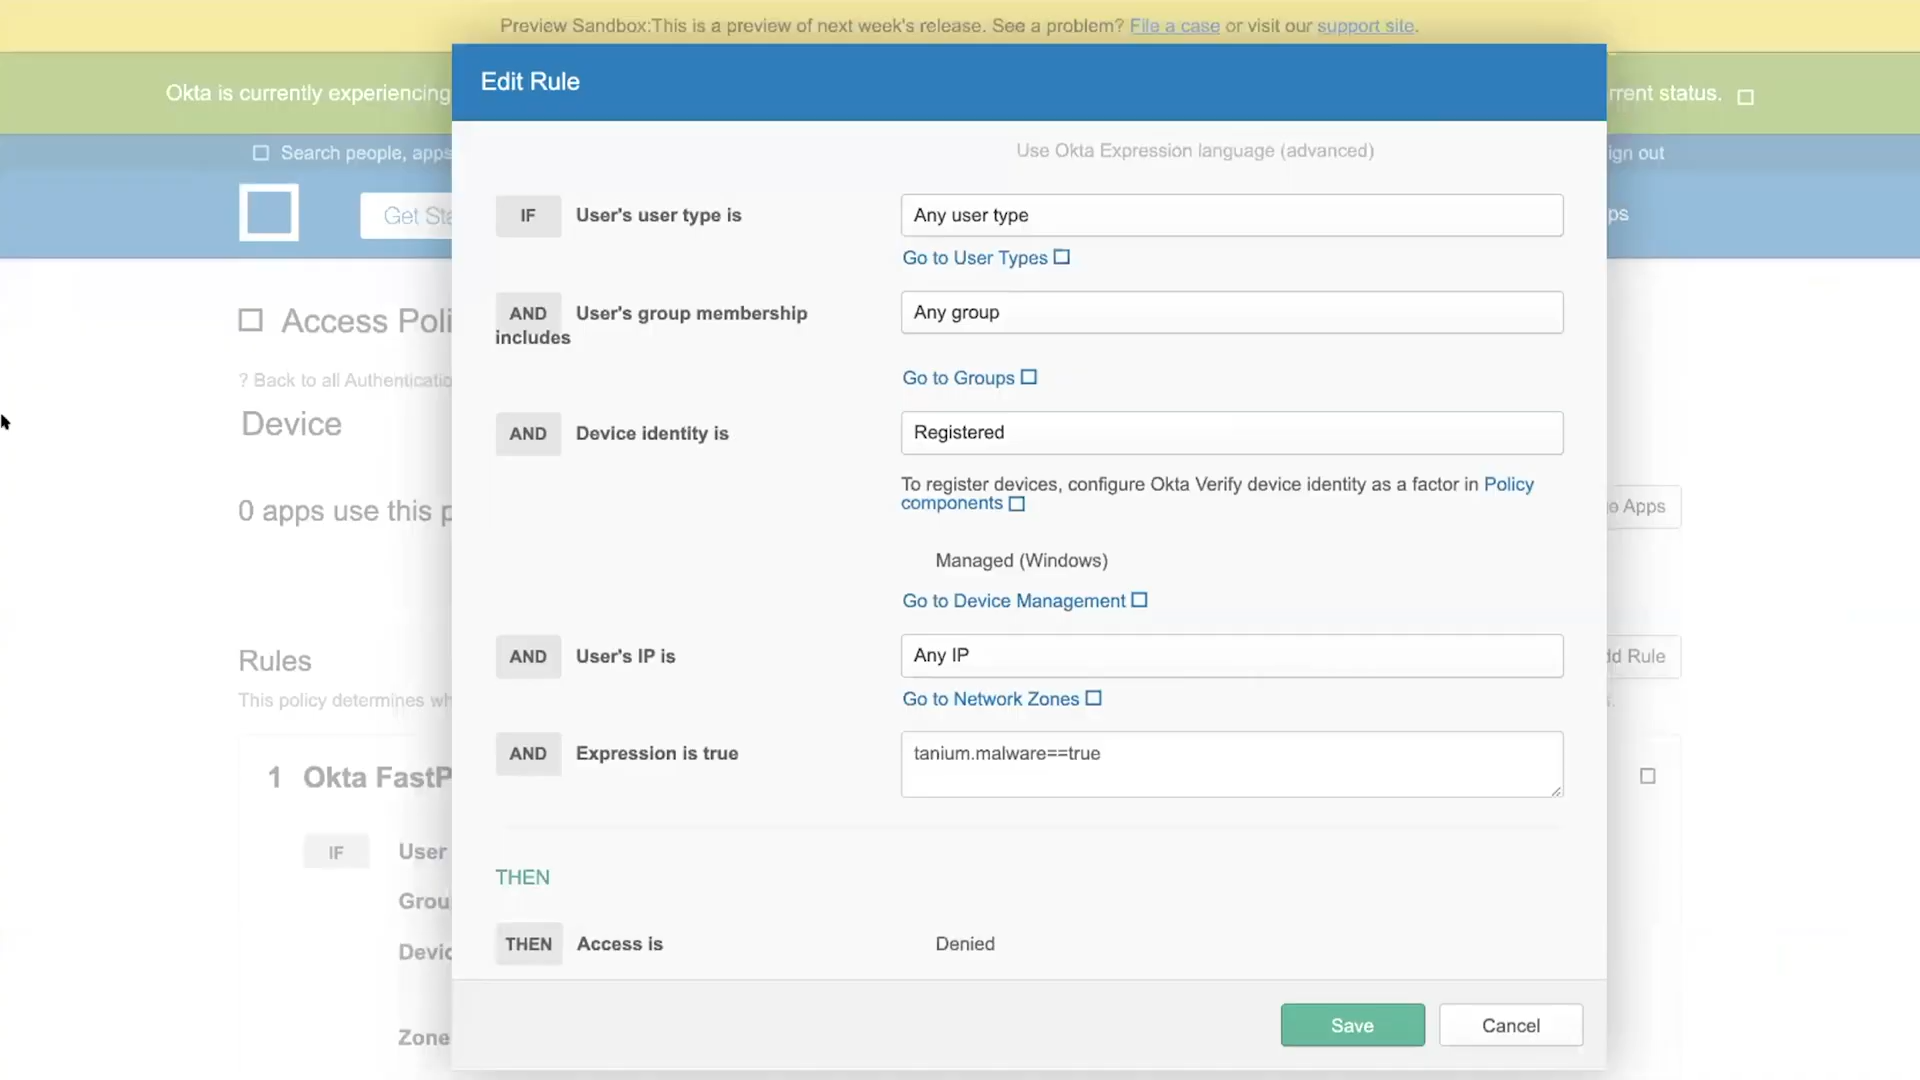 Preview Sandbox:This is a preview of next week's release. See a problem? File a case or visit our support site.
Edit Rule
Okta is currently experiencing
rrent status.
Use Okta Expression language (advanced)
Search people, apps
ign out
Get Sta
ps
IF User's user type is Any user type
Go to User Types
AND User's group membership includes Any group
Go to Groups
Access Poli
? Back to all Authenticatio
Device
AND Device identity is Registered
To register devices, configure Okta Verify device identity as a factor in Policy
components
0 apps use this p
Apps
Managed (Windows)
Go to Device Management
AND User's IP is Any IP
Rules
dd Rule
Go to Network Zones
This policy determines wh
AND Expression is true tanium.malware==true
1 Okta FastP
IF User
THEN
Grou
THEN Access is Denied
Devic
Save Cancel
Zone